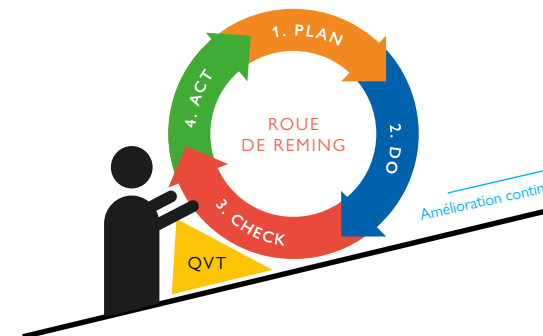 1. PLAN
2. DO
3. CHECK
4. ACT
ROUE
DE REMING
QVT
Amélioration contin